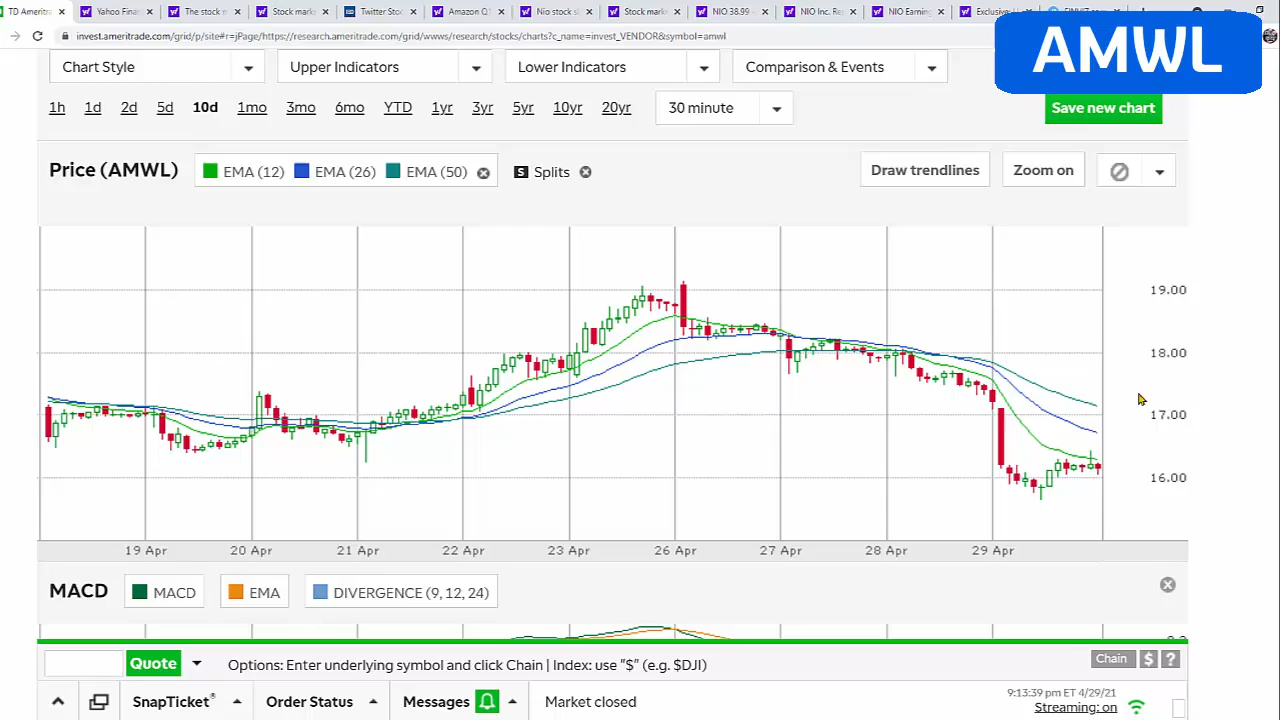 TD Ameritra
Yahoo Finan
The stock m
Stock mark
Twitter Stoc
Amazon Q1
Nio stock sl
Stock mark
NIO 38.99
NIO Inc. Re
NIO Earning
Exclusive:
invest.ameritrade.com/grid/p/site#r=jPage/https://research.ameritrade.com/grid/wwws/research/stocks/charts?c_name=invest_VENDOR&symbol=amwl
AMWL
Chart Style Upper Indicators Lower Indicators Comparison & Events
1h 1d 2d 5d 10d 1mo 3mo 6mo YTD 1yr 3yr 5yr 10yr 20yr 30 minute Save new chart
Price (AMWL) EMA (12) EMA (26) EMA (50) S Splits Draw trendlines Zoom on
19.00
18.00
17.00
16.00
19 Apr 20 Apr 21 Apr 22 Apr 23 Apr 26 Apr 27 Apr 28 Apr 29 Apr
MACD MACD EMA DIVERGENCE (9, 12, 24)
Quote Options: Enter underlying symbol and click Chain | Index: use "$" (e.g. $DJI) Chain $ ?
SnapTicket® Order Status Messages Market closed 9:13:39 pm ET 4/29/21
Streaming: on